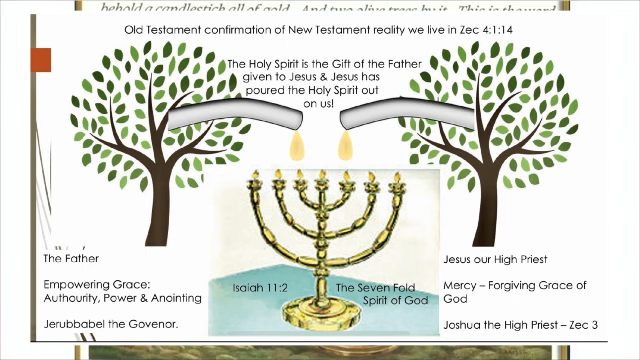 behold a candlestick all of gold. And two olive trees by it. This is the word
Old Testament confirmation of New Testament reality we live in Zec 4:1:14
The Holy Spirit is the Gift of the Father
given to Jesus & Jesus has
poured the Holy Spirit out
on us!
The Father
Empowering Grace:
Authourity, Power & Anointing
Jerubbabel the Govenor.
Isaiah 11:2
The Seven Fold
Spirit of God
Jesus our High Priest
Mercy – Forgiving Grace of
God
Joshua the High Priest – Zec 3